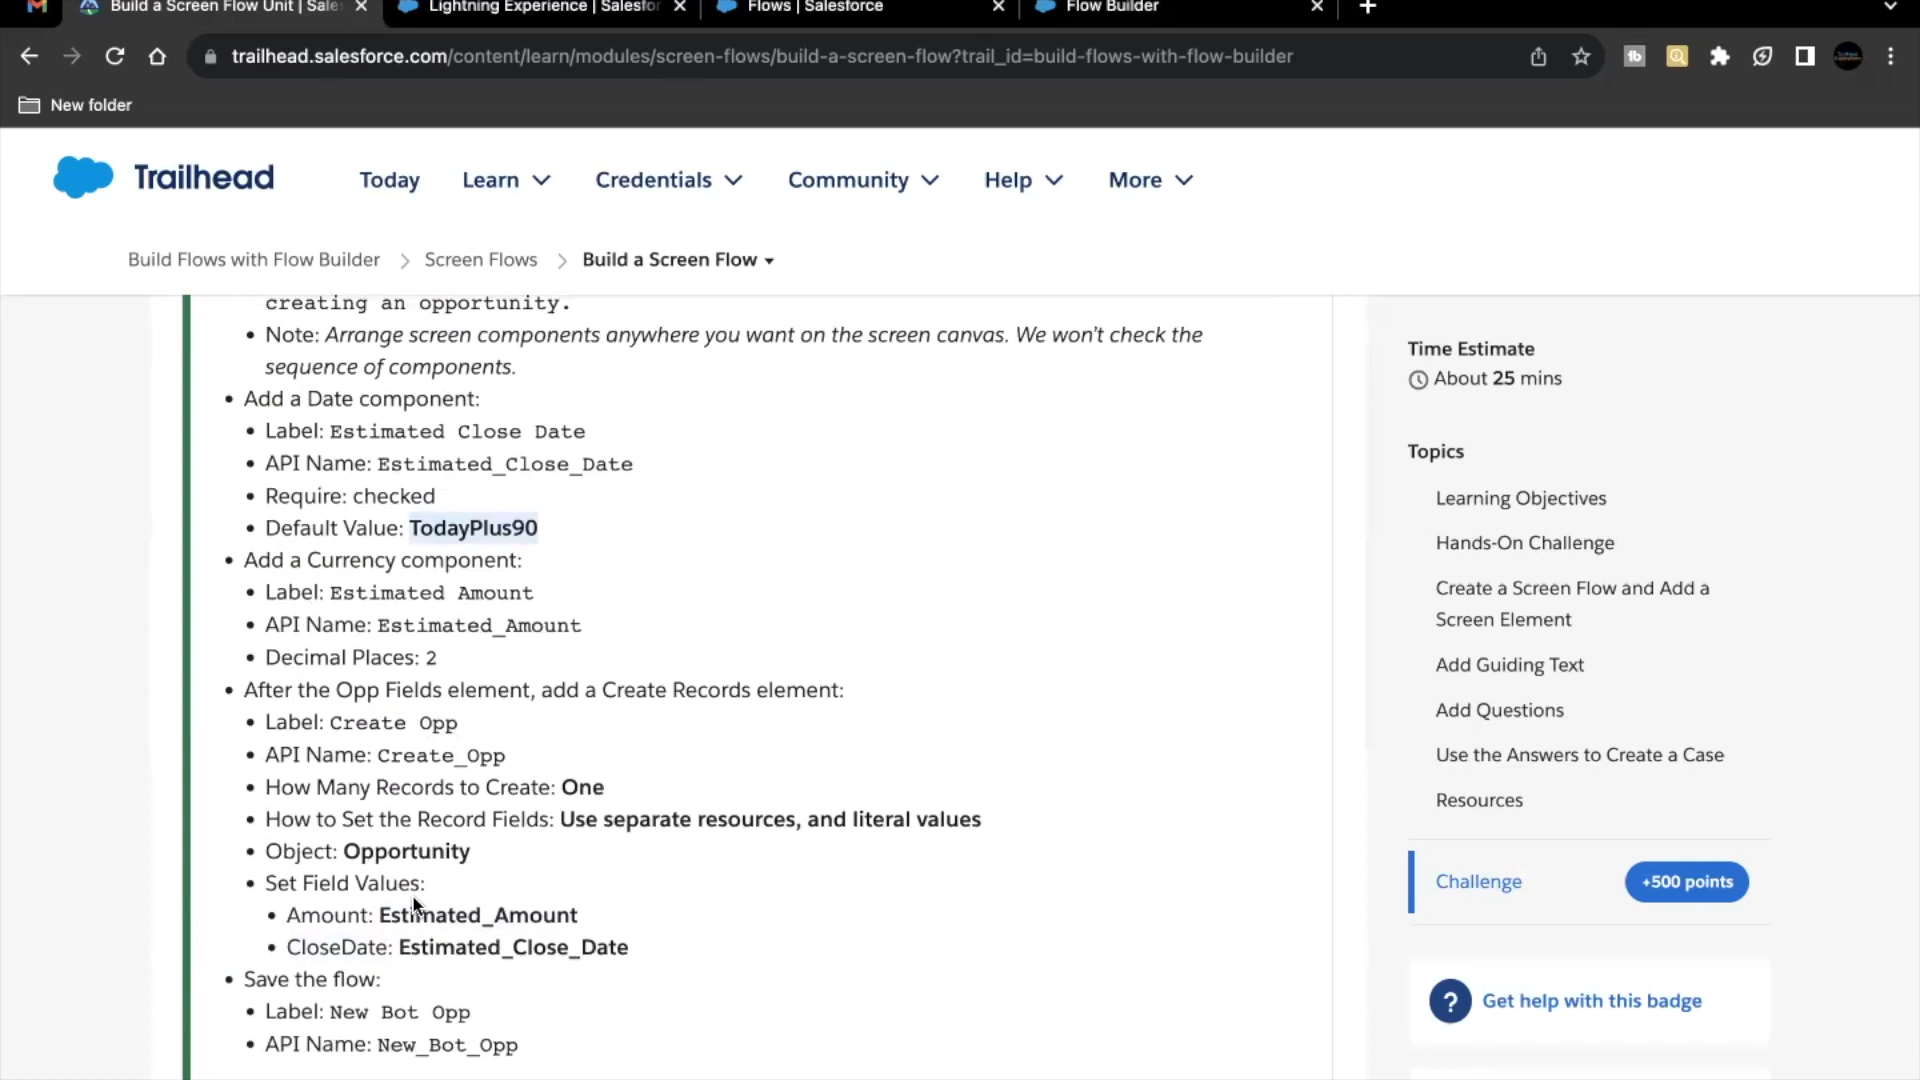 Build a Screen Flow Unit | Sale
Lightning Experience | Salesfor
Flows | Salesforce
Flow Builder
trailhead.salesforce.com/content/learn/modules/screen-flows/build-a-screen-flow?trail_id=build-flows-with-flow-builder
New folder
Trailhead
Today
Learn
Credentials
Community
Help
More
Build Flows with Flow Builder
Screen Flows
Build a Screen Flow
creating an opportunity.
• Note: Arrange screen components anywhere you want on the screen canvas. We won't check the
sequence of components.
• Add a Date component:
• Label: Estimated Close Date
• API Name: Estimated_Close_Date
• Require: checked
• Default Value: TodayPlus90
• Add a Currency component:
• Label: Estimated Amount
• API Name: Estimated_Amount
• Decimal Places: 2
• After the Opp Fields element, add a Create Records element:
• Label: Create Opp
• API Name: Create_Opp
• How Many Records to Create: One
• How to Set the Record Fields: Use separate resources, and literal values
• Object: Opportunity
• Set Field Values:
• Amount: Estimated_Amount
• CloseDate: Estimated_Close_Date
• Save the flow:
• Label: New Bot Opp
• API Name: New_Bot_Opp
Time Estimate
About 25 mins
Topics
Learning Objectives
Hands-On Challenge
Create a Screen Flow and Add a
Screen Element
Add Guiding Text
Add Questions
Use the Answers to Create a Case
Resources
Challenge
+500 points
? Get help with this badge